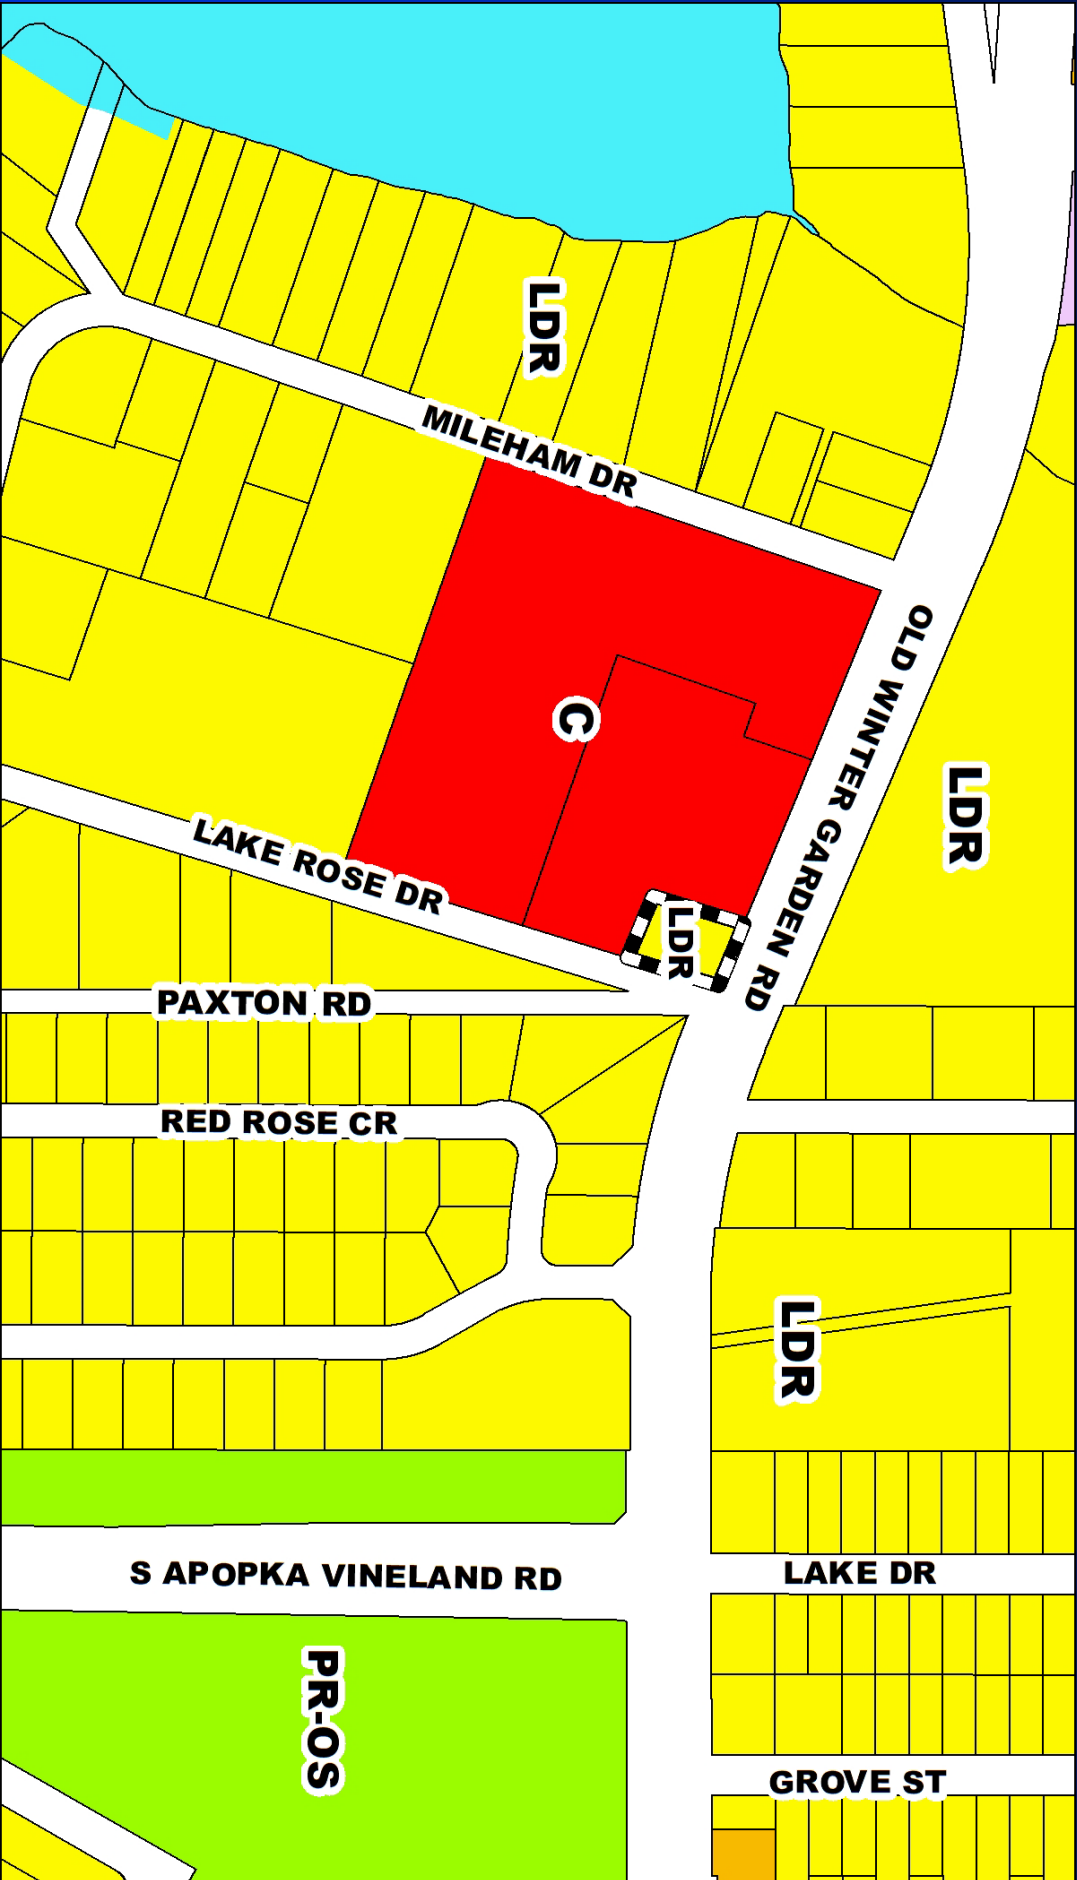 LDR
MILEHAM DR
OLD WINTER GARDEN RD
C
LDR
LAKE ROSE DR
LDR
PAXTON RD
RED ROSE CR
LDR
S APOPKA VINELAND RD
LAKE DR
PR-OS
GROVE ST